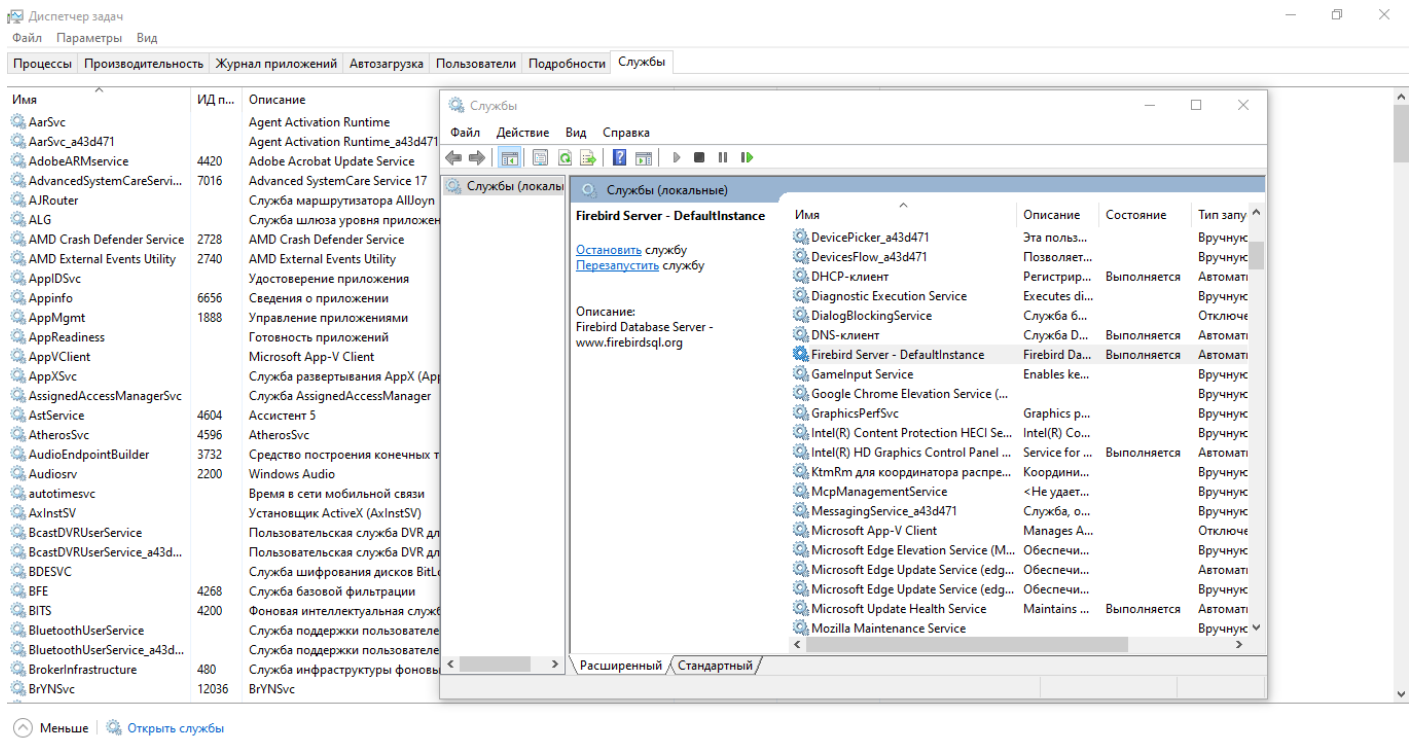 Диспетчер задач
Файл Параметры Вид
Процессы Производительность Журнал приложений Автозагрузка Пользователи Подробности Службы
Имя ИД п... Описание
AarSvc Agent Activation Runtime
AarSvc_a43d471 Agent Activation Runtime_a43d471
AdobeARMservice 4420 Adobe Acrobat Update Service
AdvancedSystemCareServi... 7016 Advanced SystemCare Service 17
AJRouter Служба маршрутизатора AllJoyn
ALG Служба шлюза уровня приложен
AMD Crash Defender Service 2728 AMD Crash Defender Service
AMD External Events Utility 2740 AMD External Events Utility
AppIDSvc Удостоверение приложения
Appinfo 6656 Сведения о приложении
AppMgmt 1888 Управление приложениями
AppReadiness Готовность приложений
AppVClient Microsoft App-V Client
AppXSvc Служба развертывания AppX (App
AssignedAccessManagerSvc Служба AssignedAccessManager
AstService 4604 Ассистент 5
AtherosSvc 4596 AtherosSvc
AudioEndpointBuilder 3732 Средство построения конечных т
Audiosrv 2200 Windows Audio
autotimesvc Время в сети мобильной связи
AxInstSV Установщик ActiveX (AxInstSV)
BcastDVRUserService Пользовательская служба DVR дл
BcastDVRUserService_a43d... Пользовательская служба DVR дл
BDESVC Служба шифрования дисков BitLo
BFE 4268 Служба базовой фильтрации
BITS 4200 Фоновая интеллектуальная служб
BluetoothUserService Служба поддержки пользователе
BluetoothUserService_a43d... Служба поддержки пользователе
BrokerInfrastructure 480 Служба инфраструктуры фоновы
BrYNSvc 12036 BrYNSvc
Меньше Открыть службы
Службы
Файл Действие Вид Справка
Службы (локалы
Службы (локальные)
Firebird Server - DefaultInstance
Остановить службу
Перезапустить службу
Описание:
Firebird Database Server -
www.firebirdsql.org
Имя Описание Состояние Тип запу
DevicePicker_a43d471 Эта польз... Вручную
DevicesFlow_a43d471 Позволяет... Вручную
DHCP-клиент Регистрир... Выполняется Автомати
Diagnostic Execution Service Executes di... Вручную
DialogBlockingService Служба б... Отключе
DNS-клиент Служба D... Выполняется Автомати
Firebird Server - DefaultInstance Firebird Da... Выполняется Автомати
GameInput Service Enables ke... Вручную
Google Chrome Elevation Service (... Вручную
GraphicsPerfSvc Graphics p... Вручную
Intel(R) Content Protection HECI Se... Intel(R) Co... Вручную
Intel(R) HD Graphics Control Panel ... Service for ... Выполняется Автомати
KtmRm для координатора распре... Координи... Вручную
McpManagementService <Не удает... Вручную
MessagingService_a43d471 Служба, о... Вручную
Microsoft App-V Client Manages A... Отключе
Microsoft Edge Elevation Service (M... Обеспечи... Вручную
Microsoft Edge Update Service (edg... Обеспечи... Автомати
Microsoft Edge Update Service (edg... Обеспечи... Вручную
Microsoft Update Health Service Maintains ... Выполняется Автомати
Mozilla Maintenance Service Вручную
Расширенный Стандартный